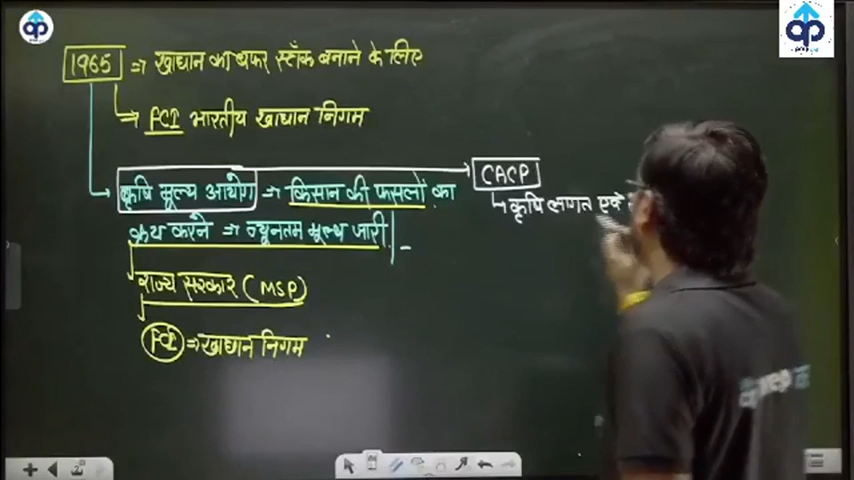 1965 ⇒ खाद्यान का बफर स्टॉक बनाने के लिए
⇒ FCI भारतीय खाद्यान निगम
कृषि मूल्य आयोग ⇒ किसान की फसलों का
क्रय करने ⇒ न्यूनतम मूल्य जारी
CACP
कृषि लागत एवं
राज्य सरकार (MSP)
FCI ⇒ खाद्यान निगम